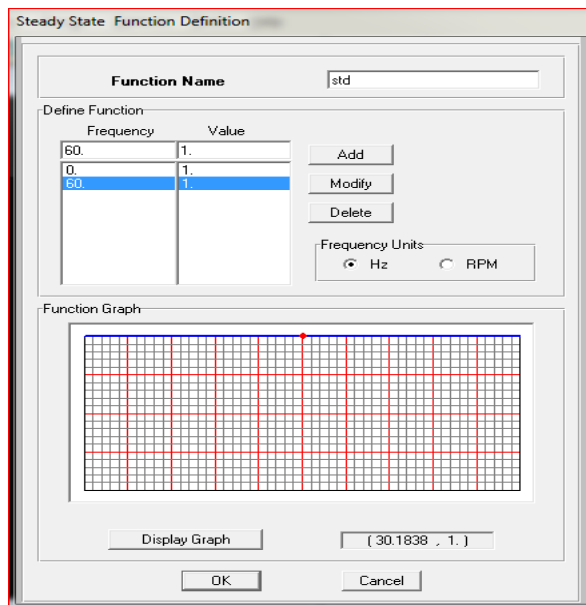 Steady State Function Definition
Function Name std
Define Function
Frequency Value
60. 1.
0. 1.
60. 1.
Add
Modify
Delete
Frequency Units
Hz RPM
Function Graph
Display Graph (30.1838 , 1.)
OK Cancel